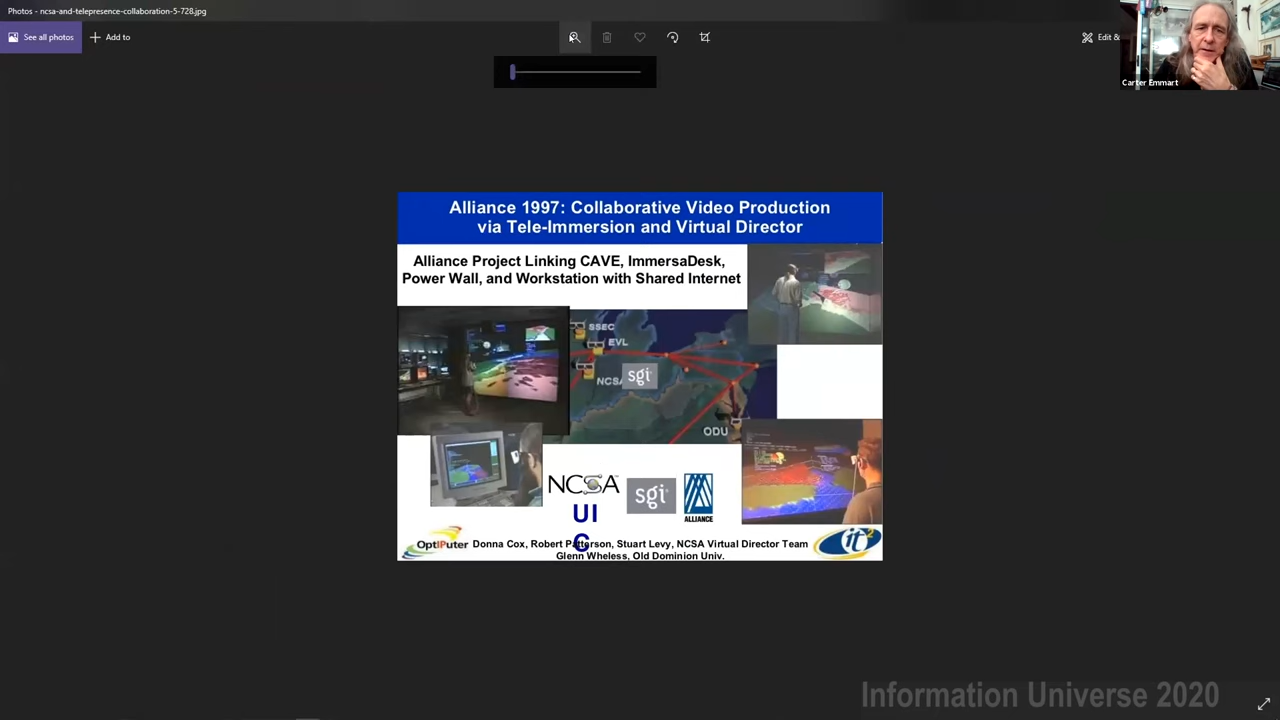 Photos - ncsa-and-telepresence-collaboration-5-728.jpg
See all photos
Add to
Edit &
Carter Emmart
Alliance 1997: Collaborative Video Production
via Tele-Immersion and Virtual Director
Alliance Project Linking CAVE, ImmersaDesk,
Power Wall, and Workstation with Shared Internet
SSEC
EVL
NCSA
sgi
ODU
NCSA
sgi
ALLIANCE
UI
C
OptIPuter
it2
Donna Cox, Robert Patterson, Stuart Levy, NCSA Virtual Director Team
Glenn Wheless, Old Dominion Univ.
Information Universe 2020